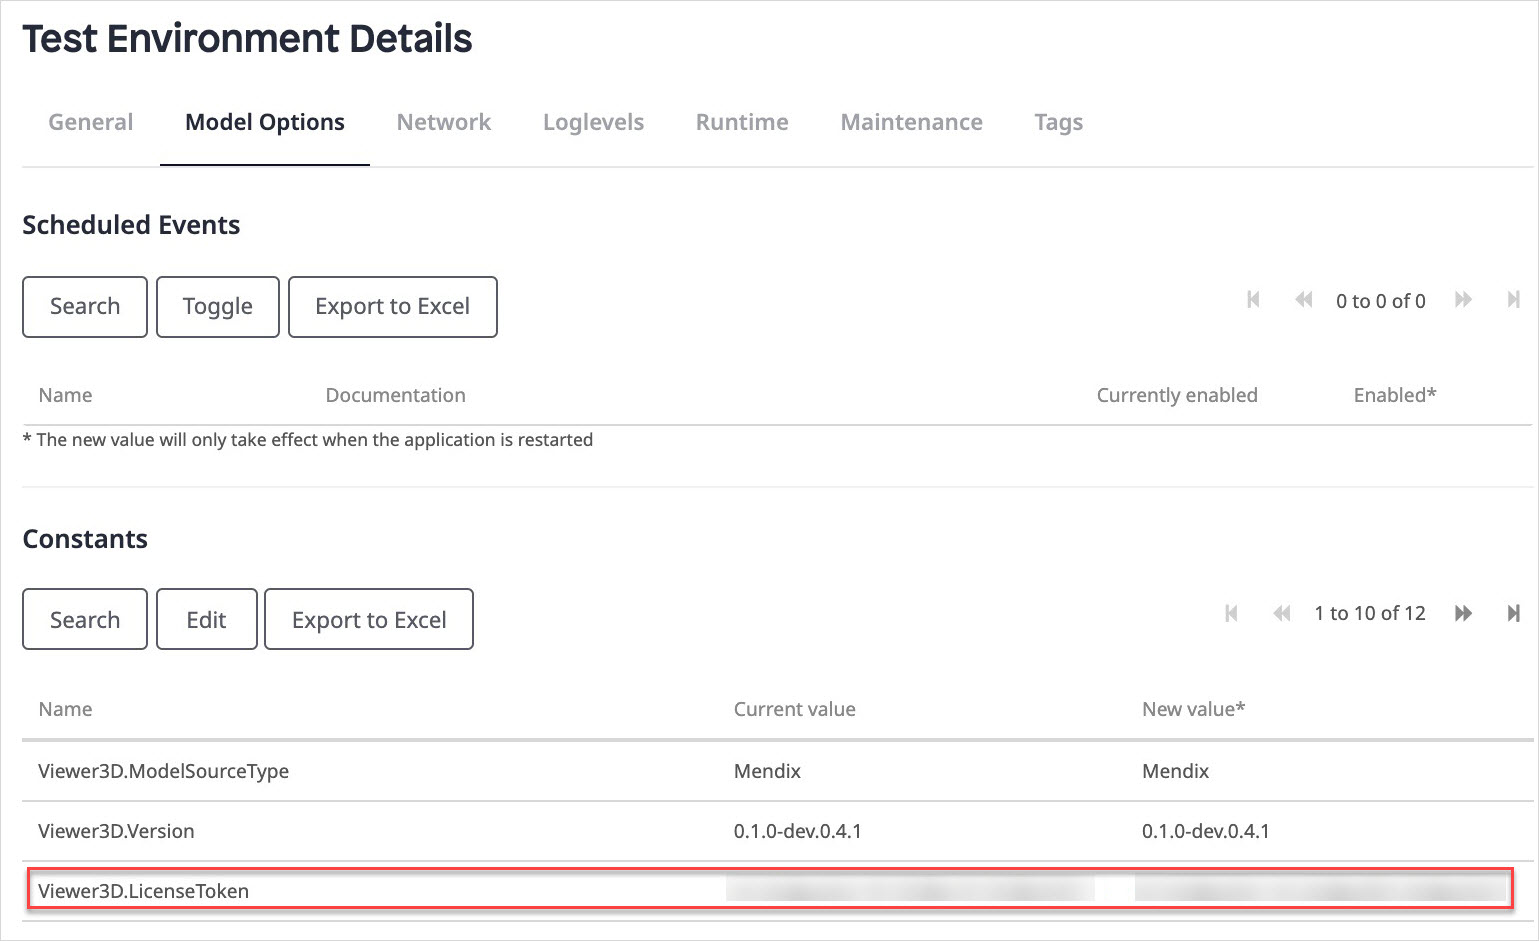 Test Environment Details
General Model Options Network Loglevels Runtime Maintenance Tags
Scheduled Events
Search Toggle Export to Excel 0 to 0 of 0
Name Documentation Currently enabled Enabled*
* The new value will only take effect when the application is restarted
Constants
Search Edit Export to Excel 1 to 10 of 12
Name Current value New value*
Viewer3D.ModelSourceType Mendix Mendix
Viewer3D.Version 0.1.0-dev.0.4.1 0.1.0-dev.0.4.1
Viewer3D.LicenseToken